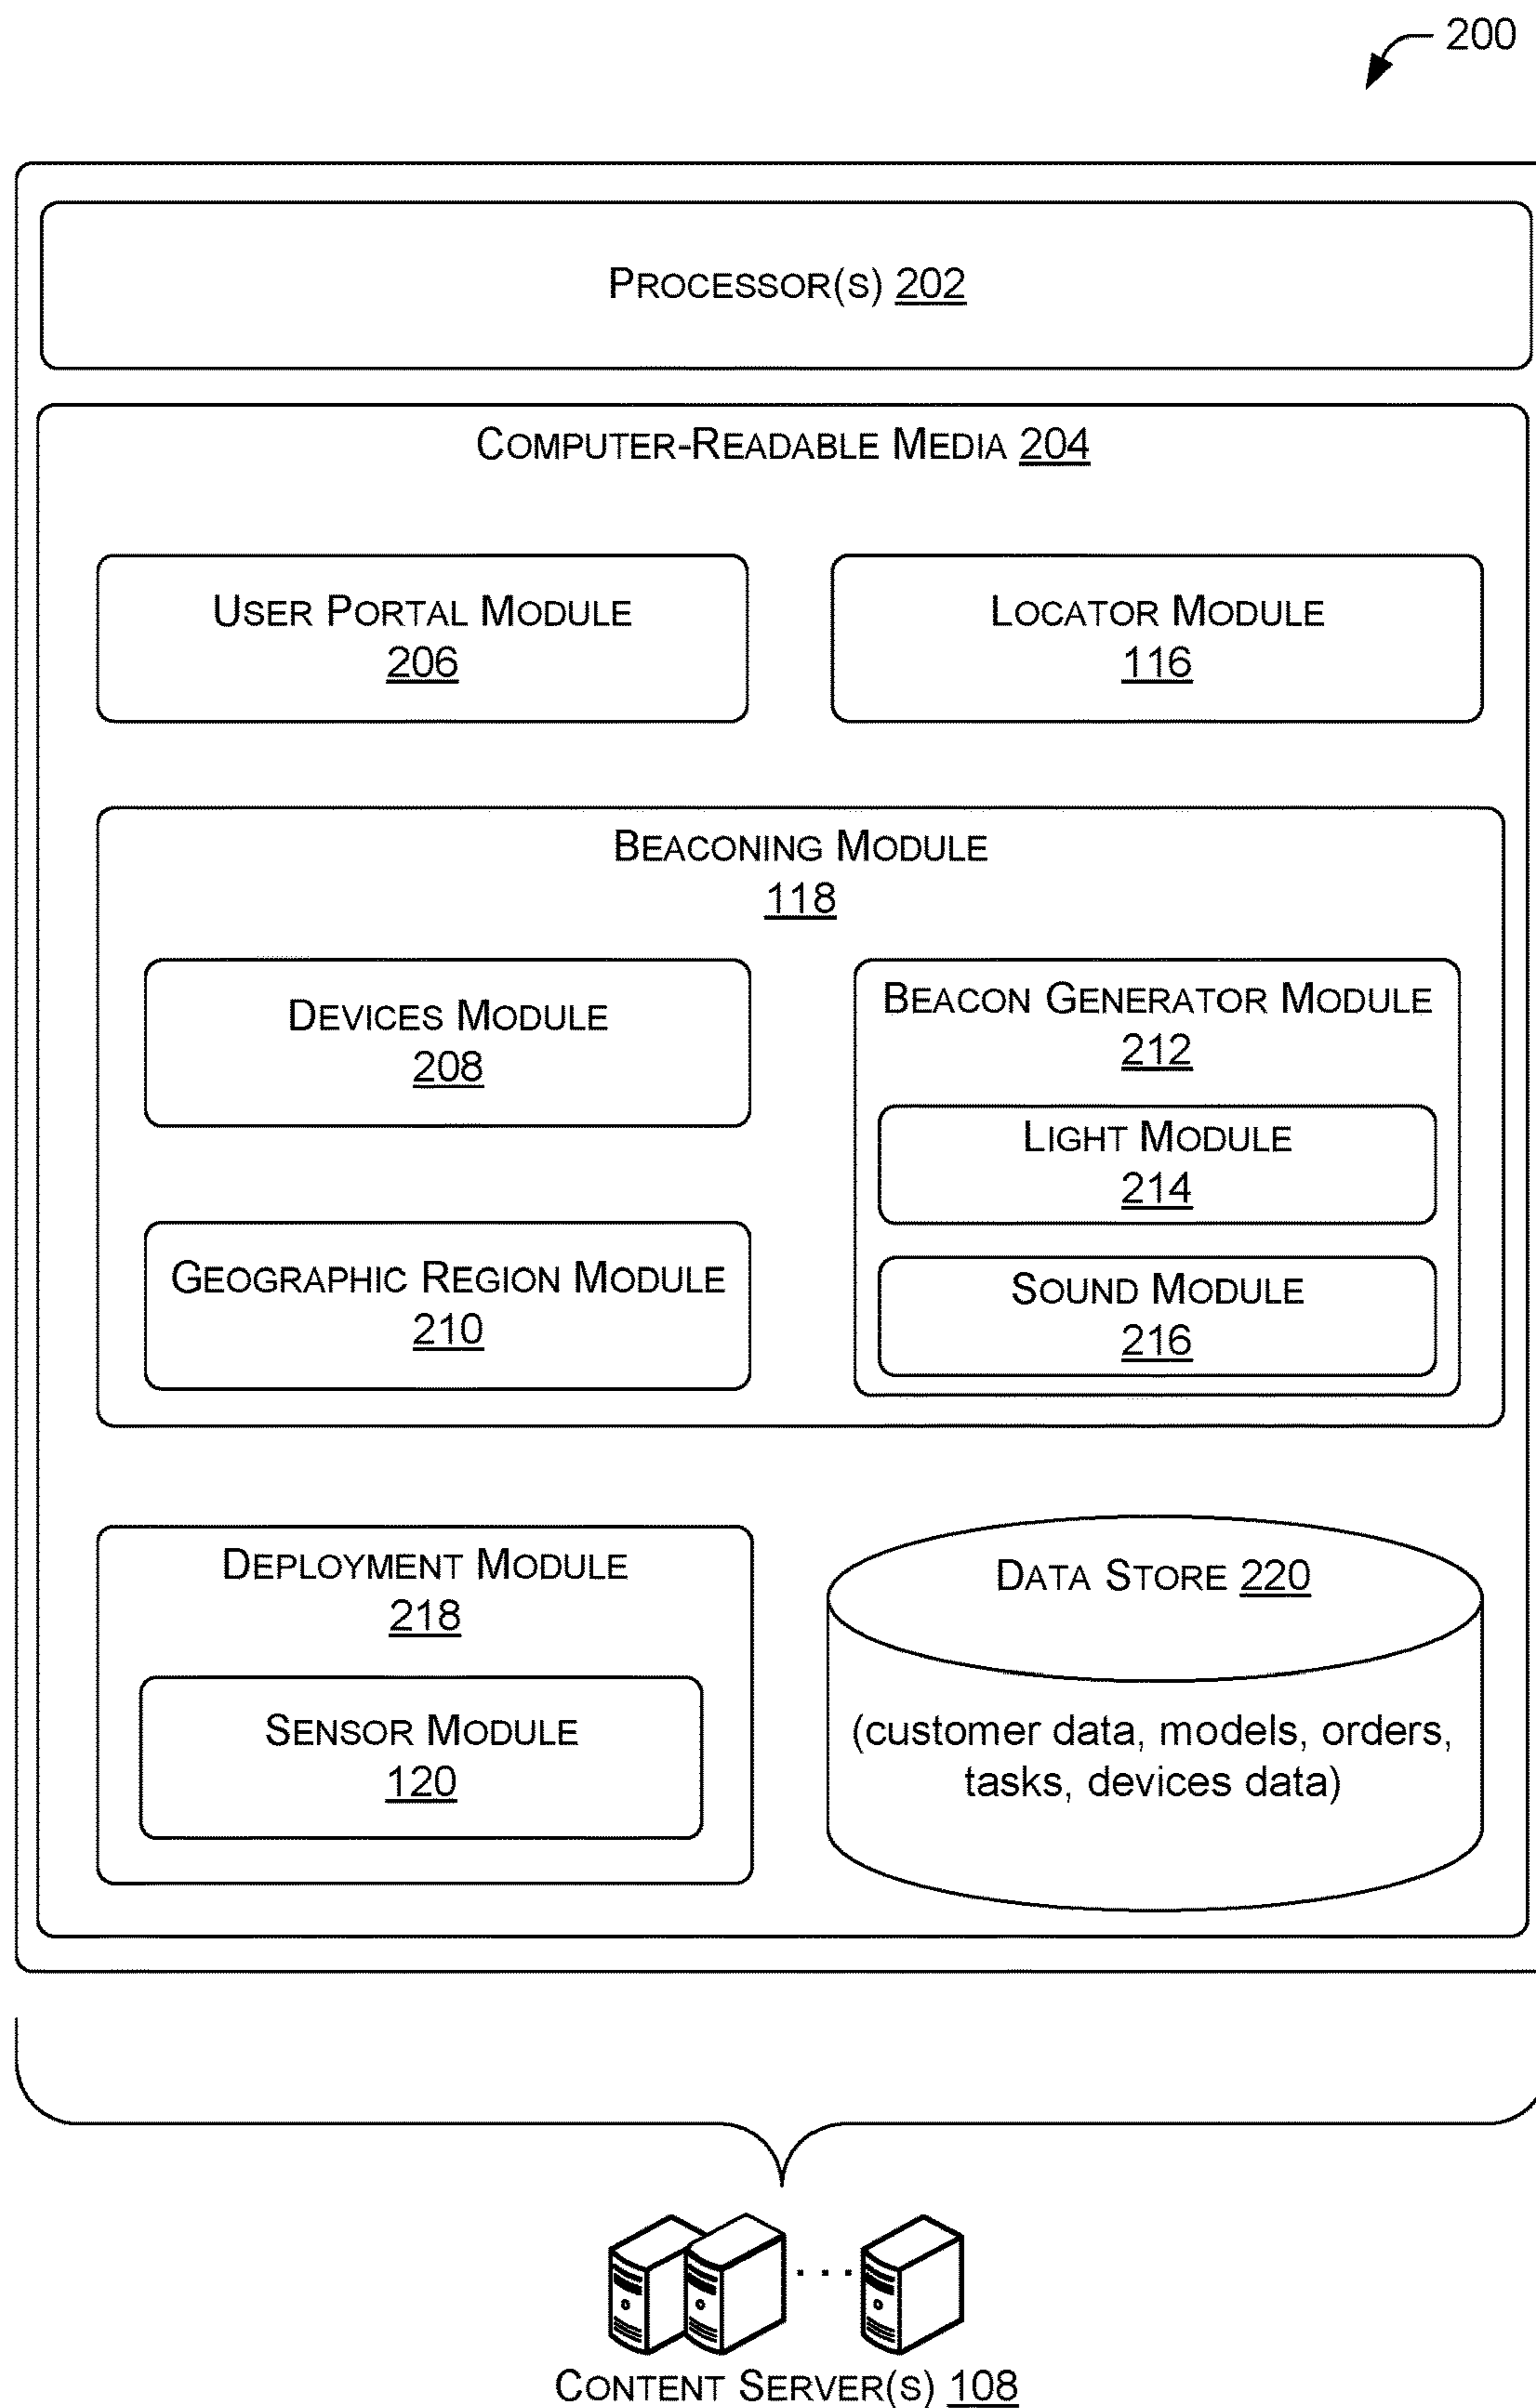 200
PROCESSOR(S) 202
COMPUTER-READABLE MEDIA 204
USER PORTAL MODULE
206
LOCATOR MODULE
116
BEACONING MODULE
118
DEVICES MODULE
208
GEOGRAPHIC REGION MODULE
210
BEACON GENERATOR MODULE
212
LIGHT MODULE
214
SOUND MODULE
216
DEPLOYMENT MODULE
218
SENSOR MODULE
120
DATA STORE 220
(customer data, models, orders,
tasks, devices data)
. . .
CONTENT SERVER(S) 108